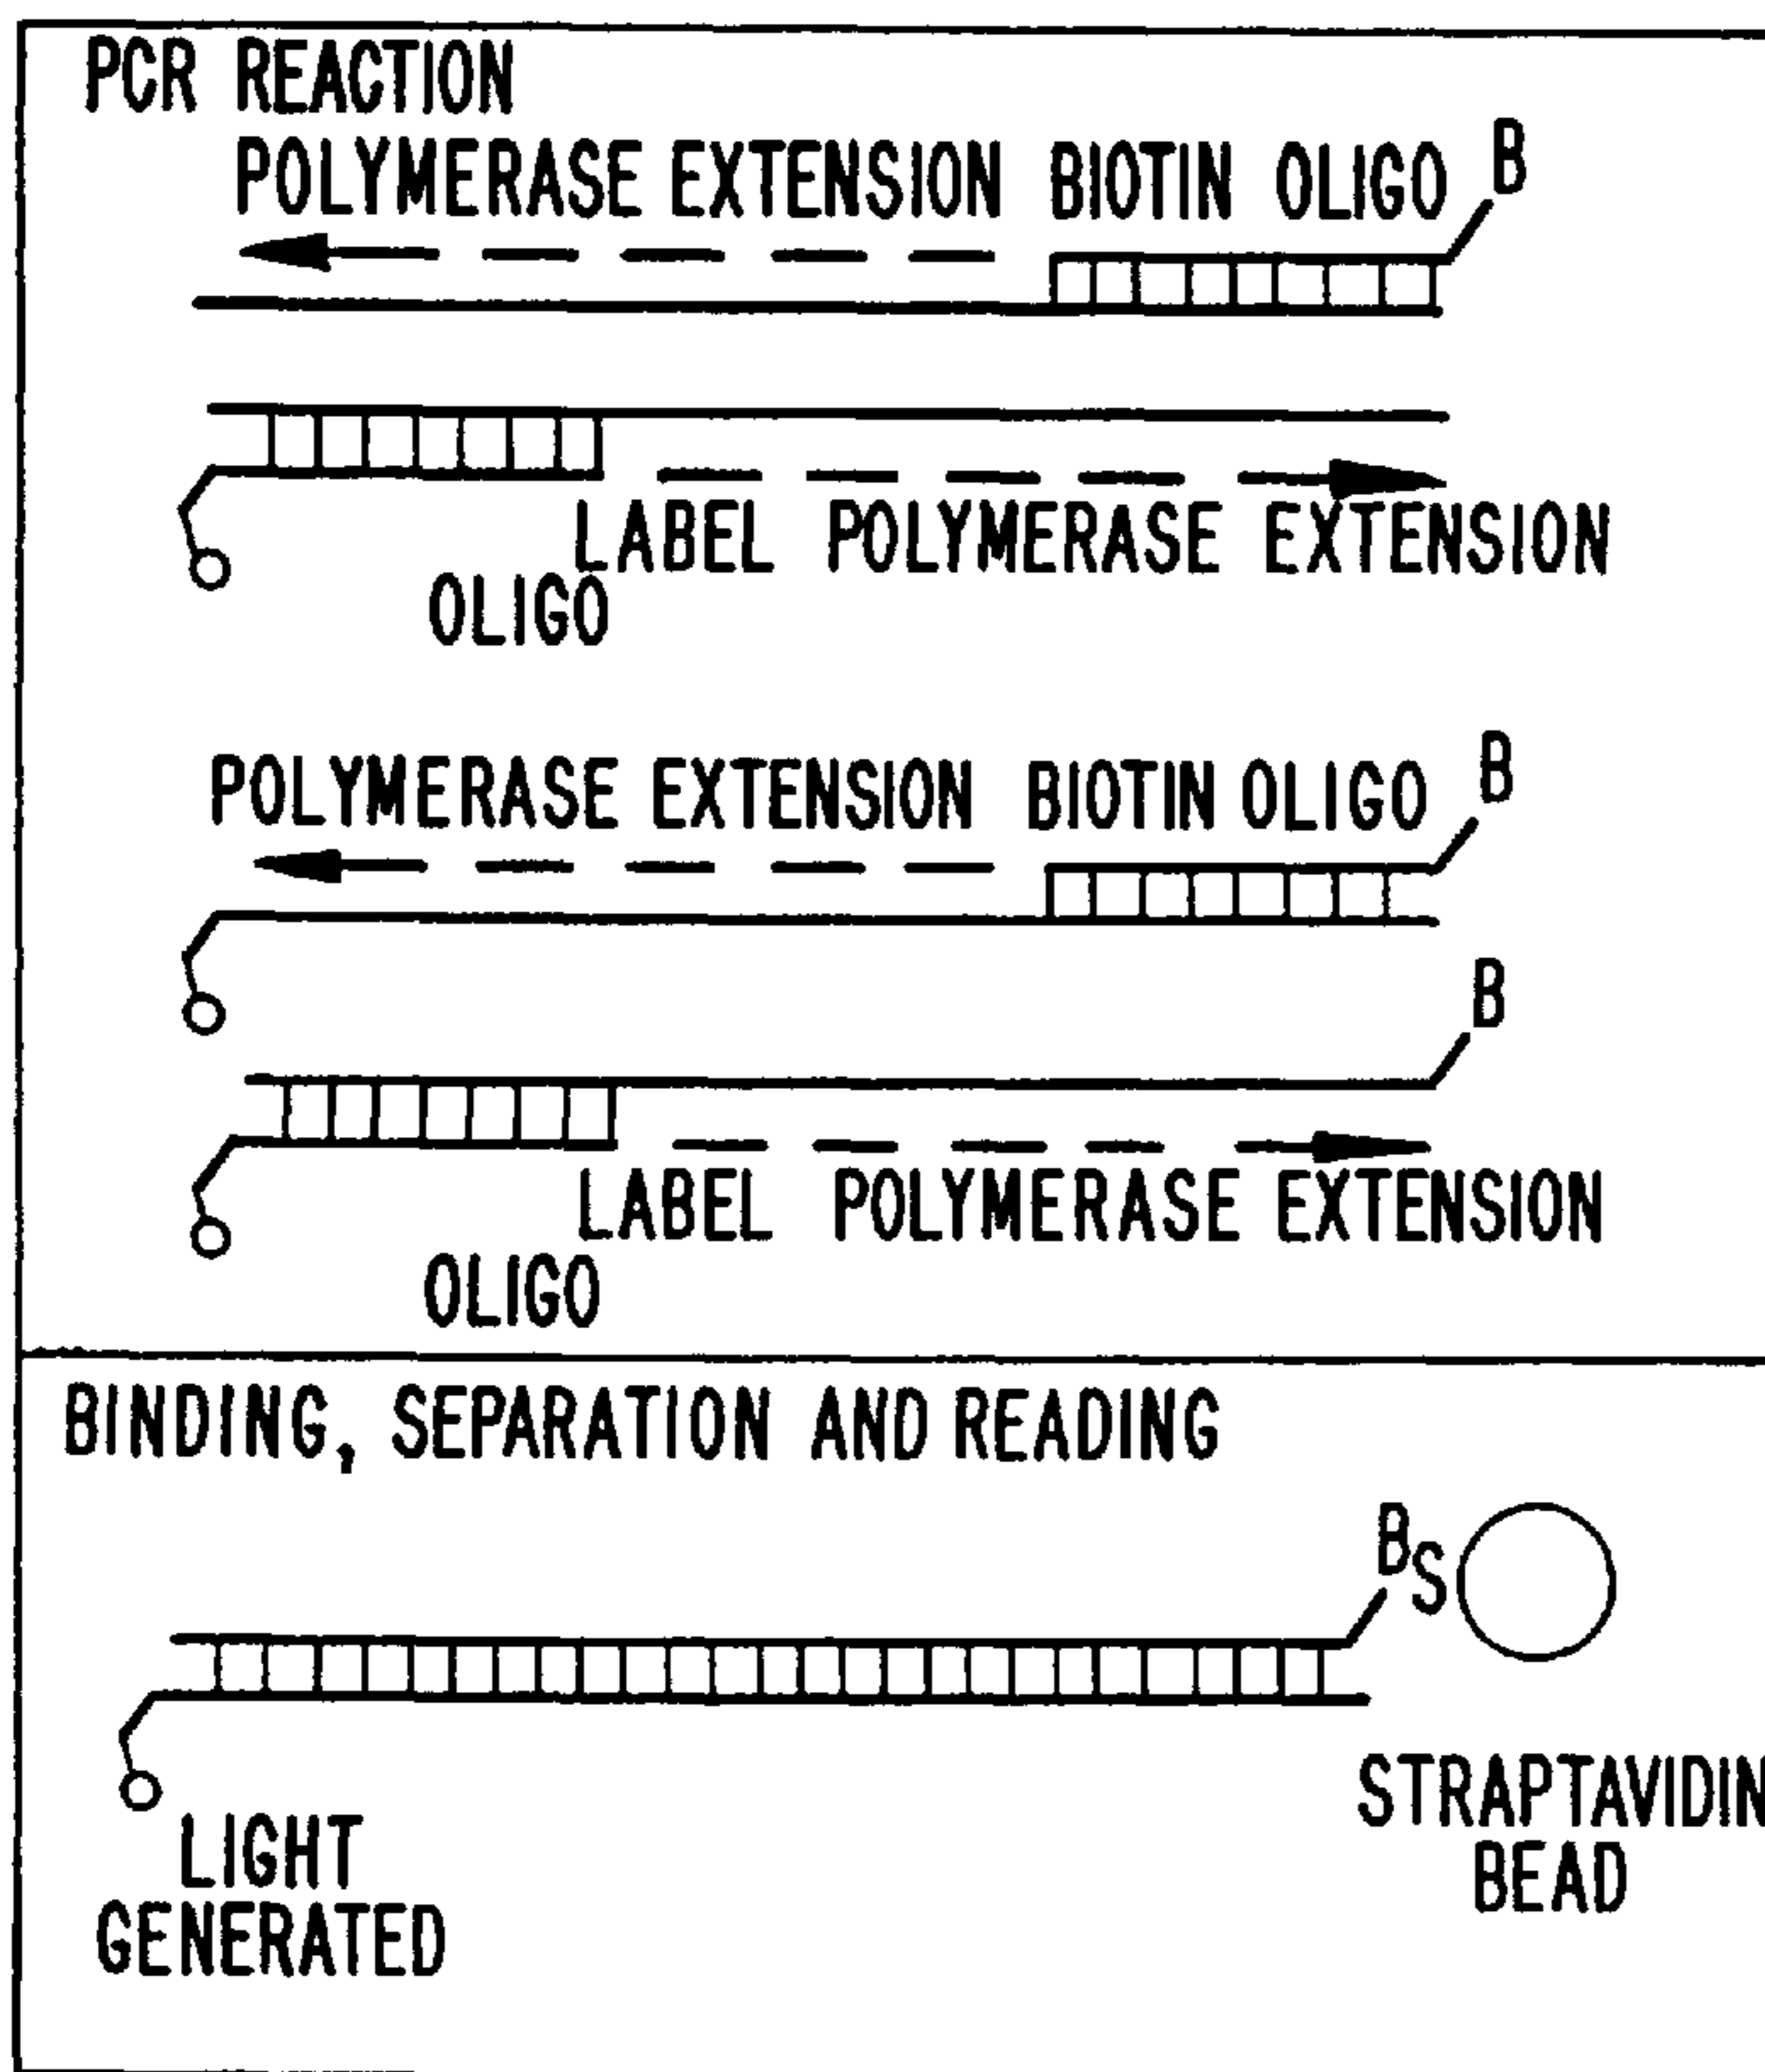 PCR REACTION
POLYMERASE EXTENSION BIOTIN OLIGO B
LABEL POLYMERASE EXTENSION
OLIGO
POLYMERASE EXTENSION BIOTIN OLIGO B
B
LABEL POLYMERASE EXTENSION
OLIGO
BINDING, SEPARATION AND READING
B S
STRAPTAVIDIN
BEAD
LIGHT
GENERATED